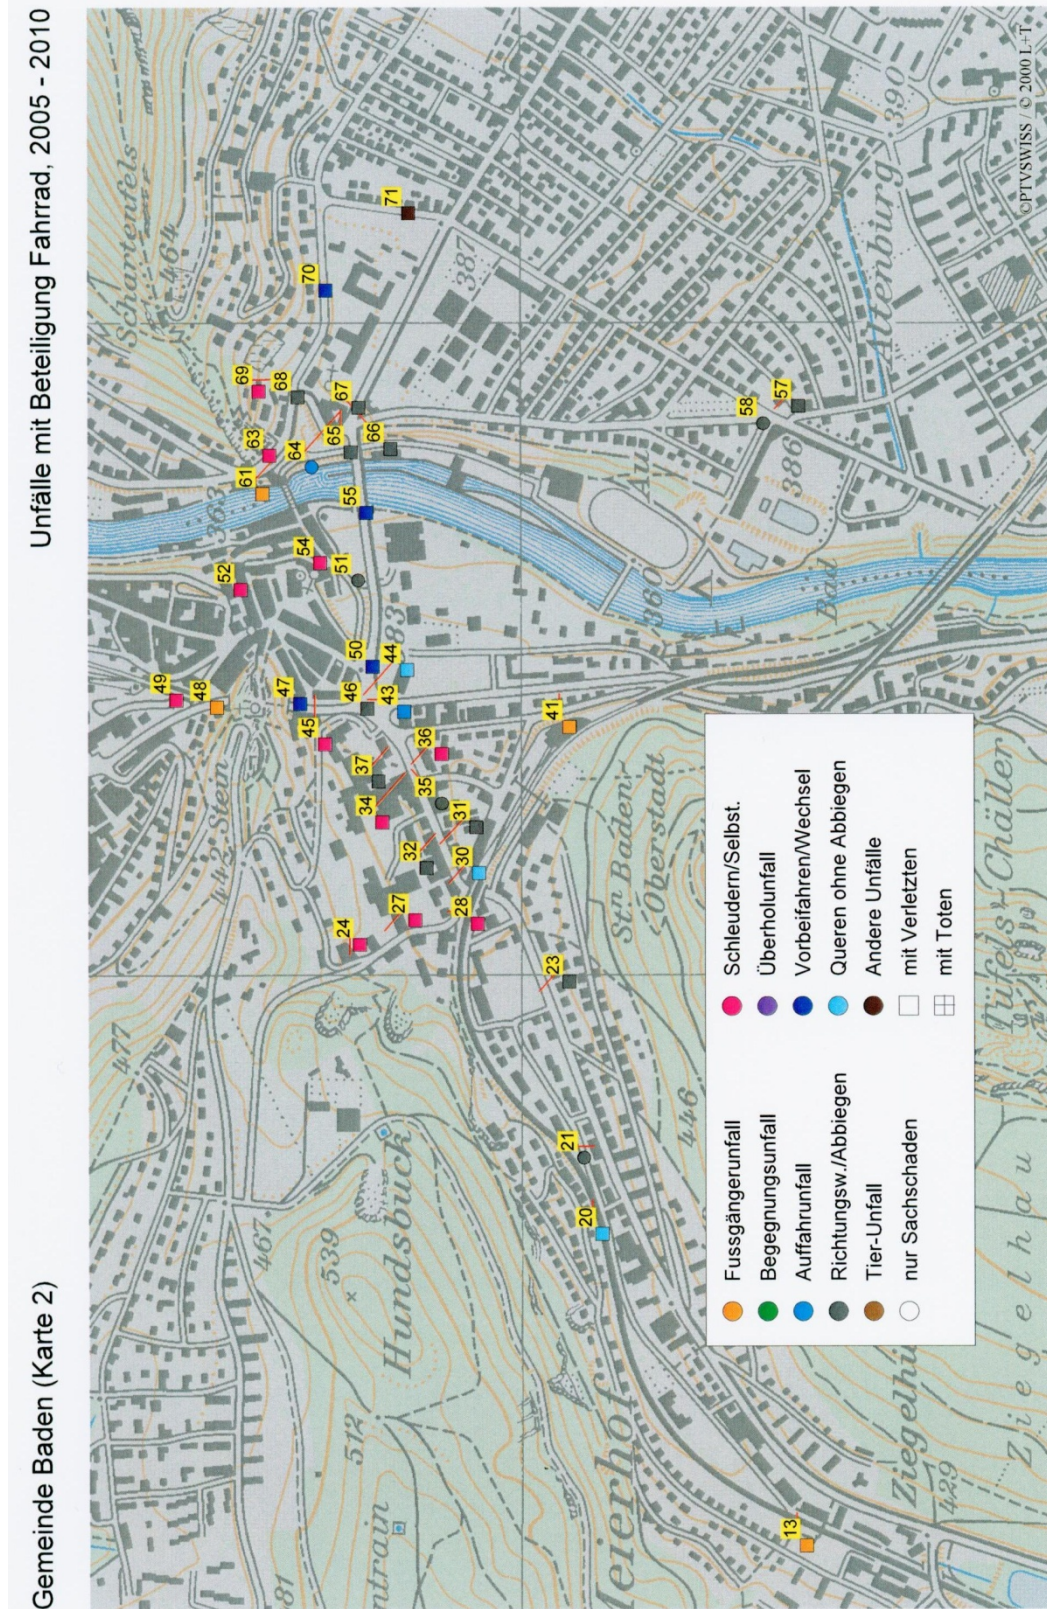 Gemeinde Baden (Karte 2)
Unfälle mit Beteiligung Fahrrad, 2005 - 2010
Schartenfels
464
363
477
442
467
539
Hundsbuck
512
383
387
390
360
386
Au
Bad
Altenburg
Stn Baden
Oberstadt
446
Tüfels Chäller
Ziegelhau
429
13
20
21
23
24
27
28
30
31
32
34
35
36
37
41
43
44
45
46
47
48
49
50
51
52
54
55
57
58
61
63
64
65
66
67
68
69
70
71
Fussgängerunfall
Begegnungsunfall
Auffahrunfall
Richtungsw./Abbiegen
Tier-Unfall
nur Sachschaden
Schleudern/Selbst.
Überholunfall
Vorbeifahren/Wechsel
Queren ohne Abbiegen
Andere Unfälle
mit Verletzten
mit Toten
©PTVSWISS / © 2000 L+T